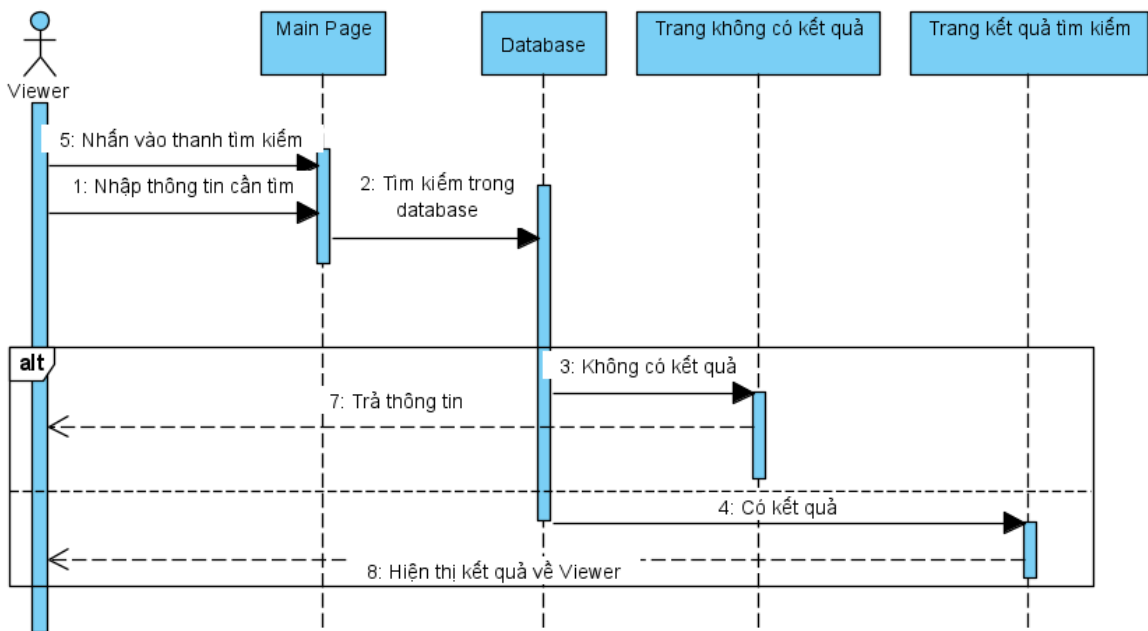 Viewer
Main Page
Database
Trang không có kết quả
Trang kết quả tìm kiếm
5: Nhấn vào thanh tìm kiếm
1: Nhập thông tin cần tìm
2: Tìm kiếm trong
database
alt
3: Không có kết quả
7: Trả thông tin
4: Có kết quả
8: Hiện thị kết quả về Viewer